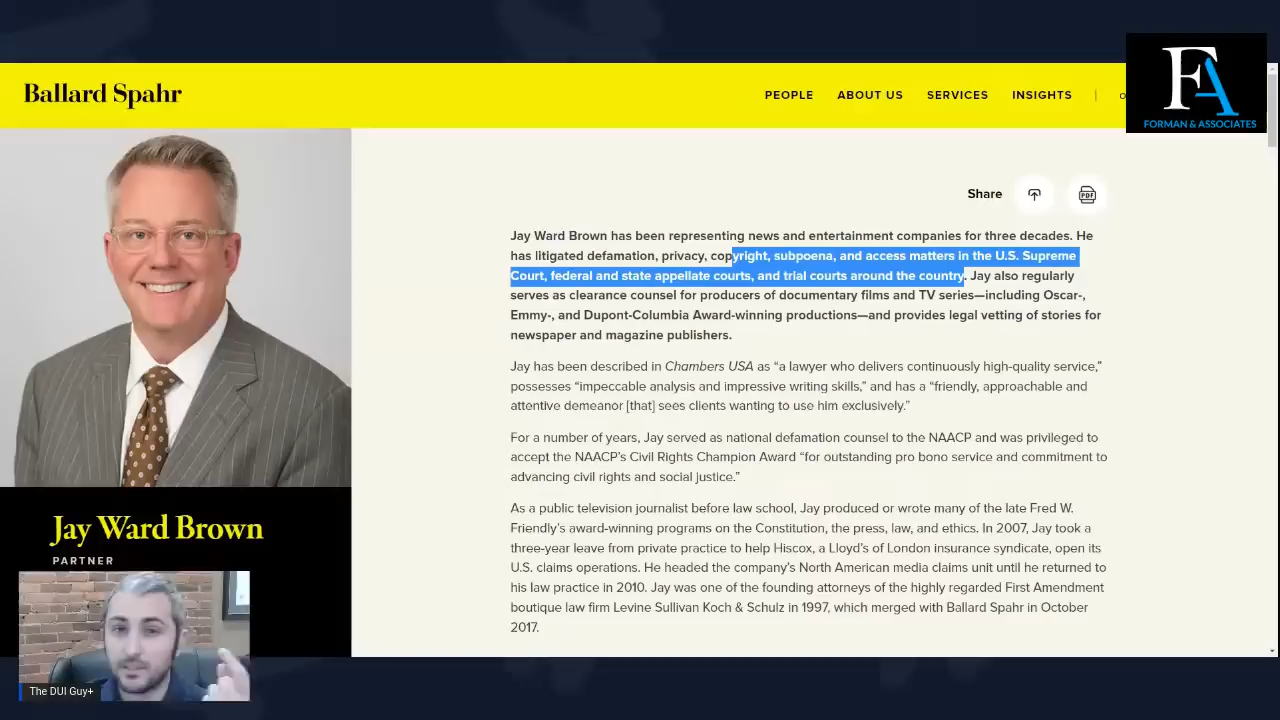 Ballard Spahr
PEOPLE ABOUT US SERVICES INSIGHTS |
FA
FORMAN & ASSOCIATES
Share
PDF
Jay Ward Brown has been representing news and entertainment companies for three decades. He
has litigated defamation, privacy, copyright, subpoena, and access matters in the U.S. Supreme
Court, federal and state appellate courts, and trial courts around the country. Jay also regularly
serves as clearance counsel for producers of documentary films and TV series—including Oscar-,
Emmy-, and Dupont-Columbia Award-winning productions—and provides legal vetting of stories for
newspaper and magazine publishers.
Jay has been described in Chambers USA as “a lawyer who delivers continuously high-quality service,”
possesses “impeccable analysis and impressive writing skills,” and has a “friendly, approachable and
attentive demeanor [that] sees clients wanting to use him exclusively.”
For a number of years, Jay served as national defamation counsel to the NAACP and was privileged to
accept the NAACP’s Civil Rights Champion Award “for outstanding pro bono service and commitment to
advancing civil rights and social justice.”
As a public television journalist before law school, Jay produced or wrote many of the late Fred W.
Friendly’s award-winning programs on the Constitution, the press, law, and ethics. In 2007, Jay took a
three-year leave from private practice to help Hiscox, a Lloyd’s of London insurance syndicate, open its
U.S. claims operations. He headed the company’s North American media claims unit until he returned to
his law practice in 2010. Jay was one of the founding attorneys of the highly regarded First Amendment
boutique law firm Levine Sullivan Koch & Schulz in 1997, which merged with Ballard Spahr in October
2017.
Jay Ward Brown
PARTNER
The DUI Guy+